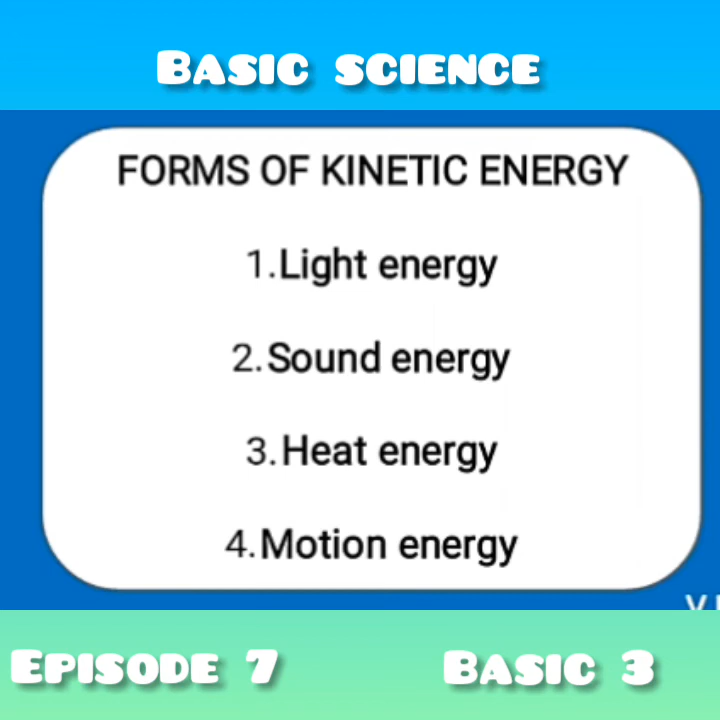 BASIC SCIENCE
FORMS OF KINETIC ENERGY
1.Light energy
2.Sound energy
3.Heat energy
4.Motion energy
EPISODE 7
BASIC 3